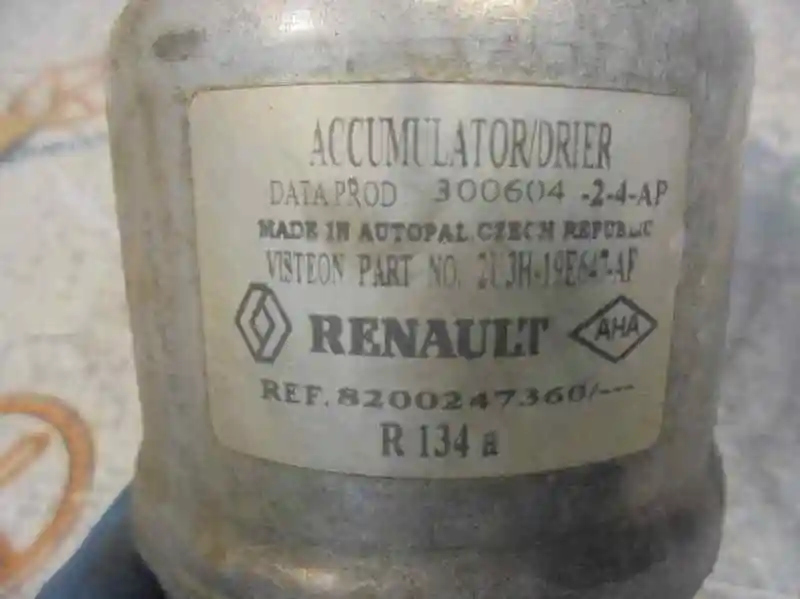 ACCUMULATOR/DRIER
DATA PROD 300604 -2-4-AP
MADE IN AUTOPAL CZECH REPUBLIC
VISTEON PART NO.
RENAULT AHA
REF. 8200247360/---
R 134 a